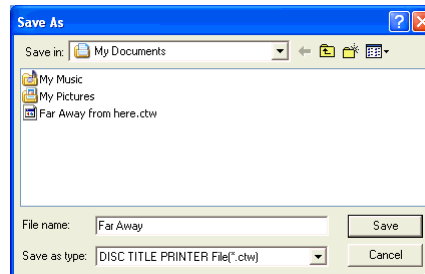 Save As
Save in: My Documents
My Music
My Pictures
Far Away from here.ctw
File name: Far Away Save
Save as type: DISC TITLE PRINTER File(*.ctw) Cancel